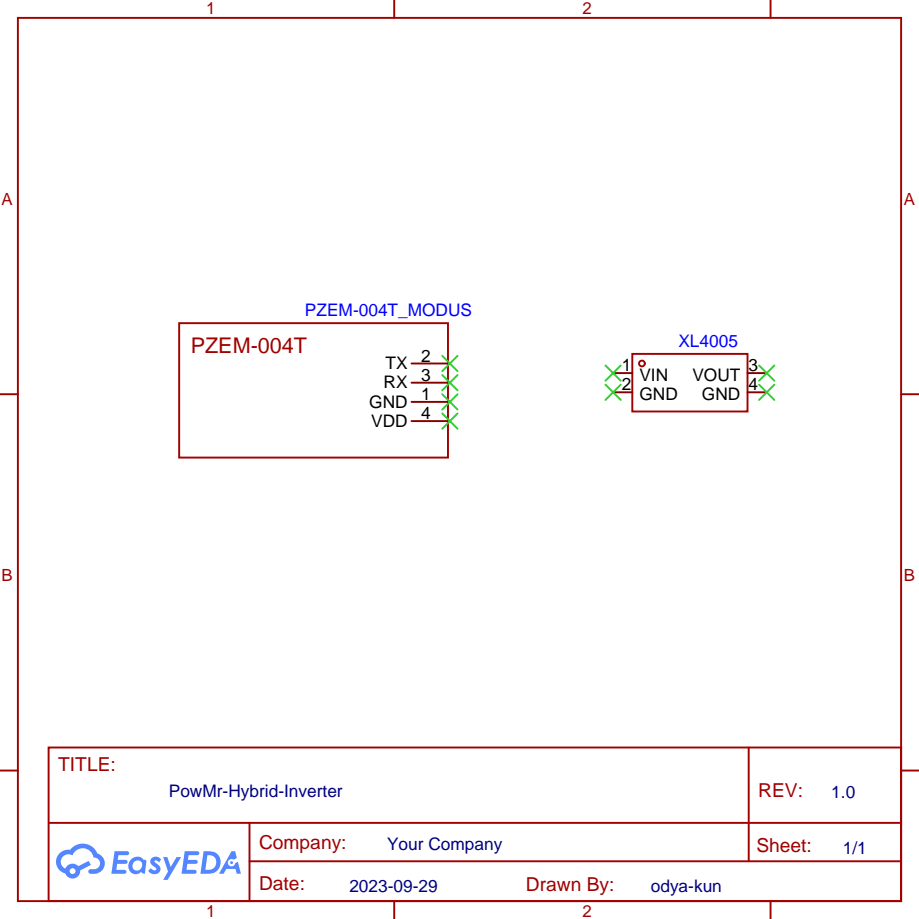 1 2
A A
PZEM-004T_MODUS
PZEM-004T
TX 2
RX 3
GND 1
VDD 4
XL4005
1 VIN VOUT 3
2 GND GND 4
B B
TITLE:
PowMr-Hybrid-Inverter
REV: 1.0
EasyEDA
Company: Your Company
Sheet: 1/1
Date: 2023-09-29 Drawn By: odya-kun
1 2